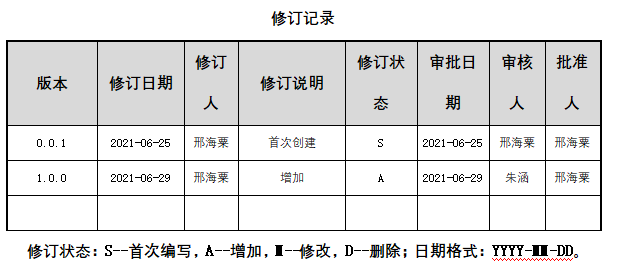 修订记录
版本 修订日期 修订人 修订说明 修订状态 审批日期 审核人 批准人
0.0.1 2021-06-25 邢海粟 首次创建 S 2021-06-25 邢海粟 邢海粟
1.0.0 2021-06-29 邢海粟 增加 A 2021-06-29 朱涵 邢海粟
修订状态：S--首次编写，A--增加，M--修改，D--删除；日期格式：YYYY-MM-DD。